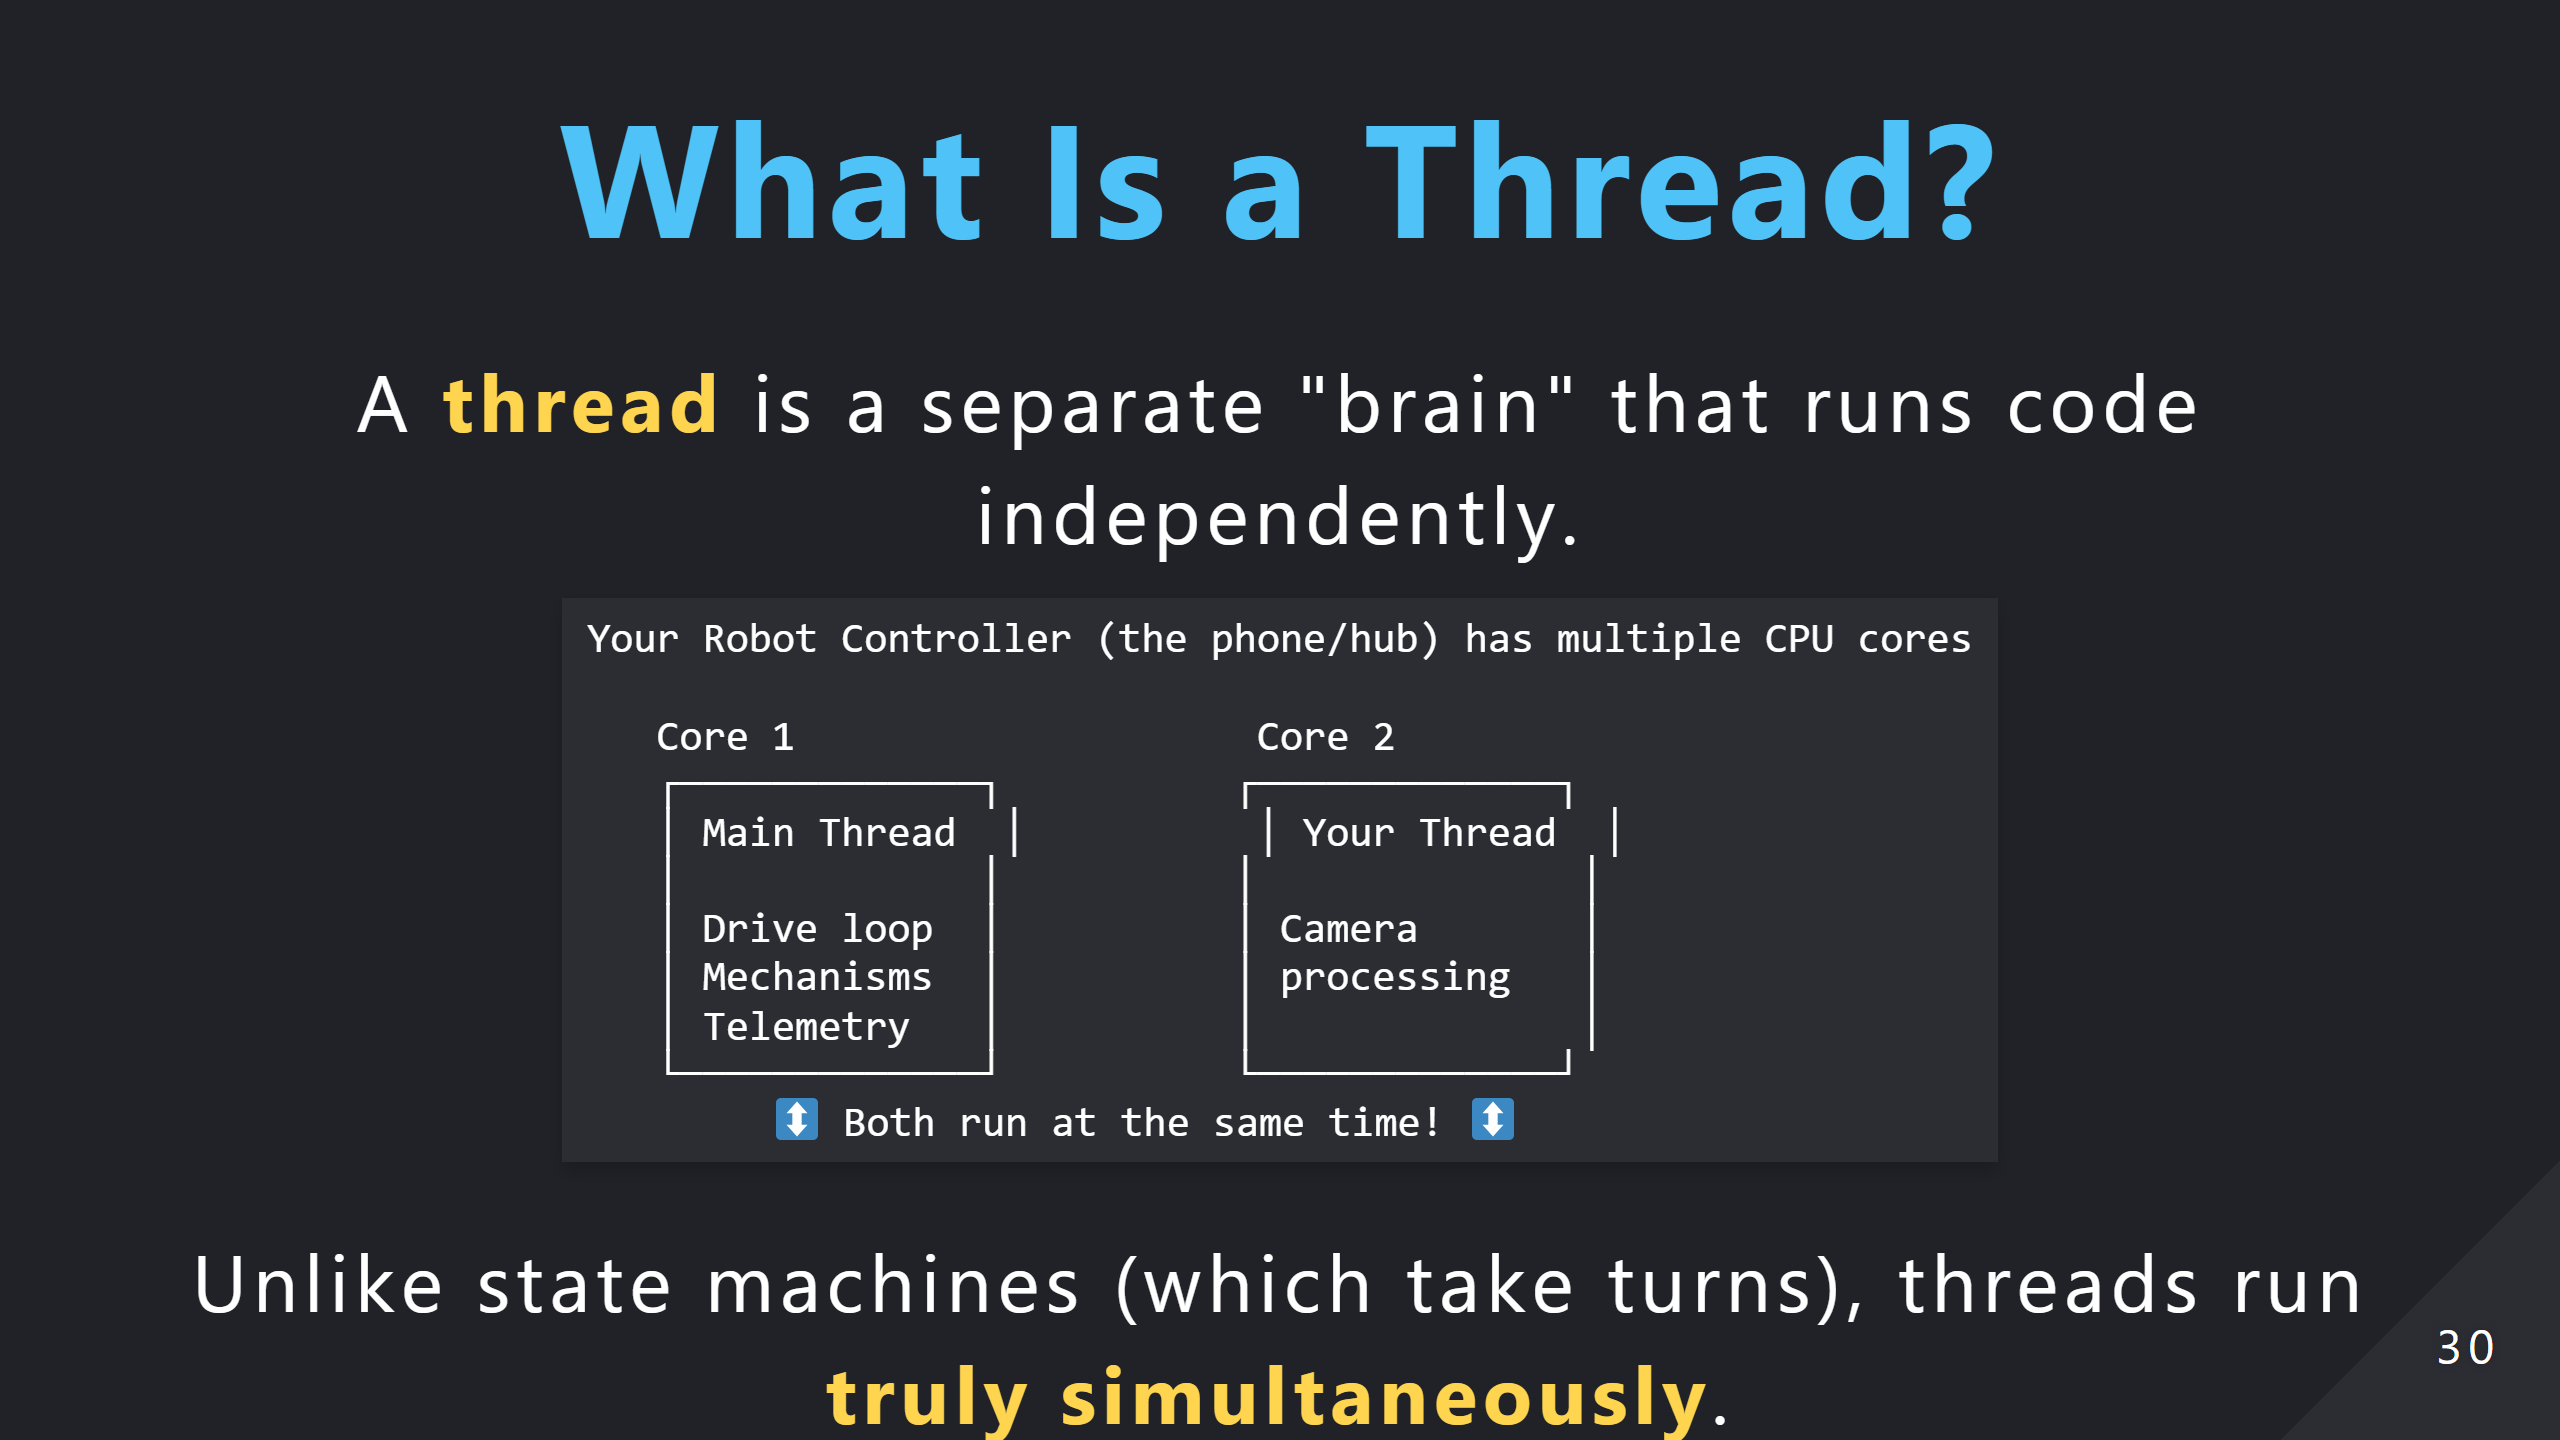 What Is a Thread?
A thread is a separate "brain" that runs code
independently.
Your Robot Controller (the phone/hub) has multiple CPU cores
Core 1 Core 2
Main Thread Your Thread
Drive loop Camera
Mechanisms processing
Telemetry
Both run at the same time!
Unlike state machines (which take turns), threads run
truly simultaneously.
30